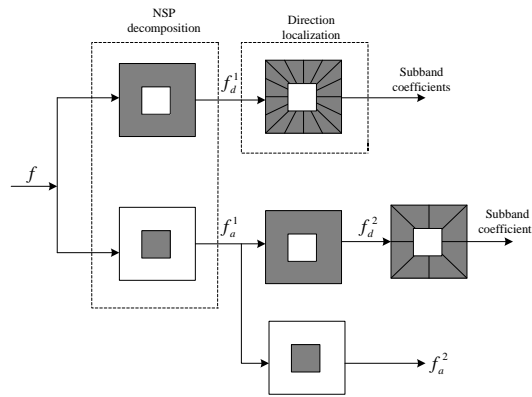 NSP
decomposition
Direction
localization
f_d^1
Subband
coefficients
f
f_a^1
f_d^2
Subband
coefficient
f_a^2